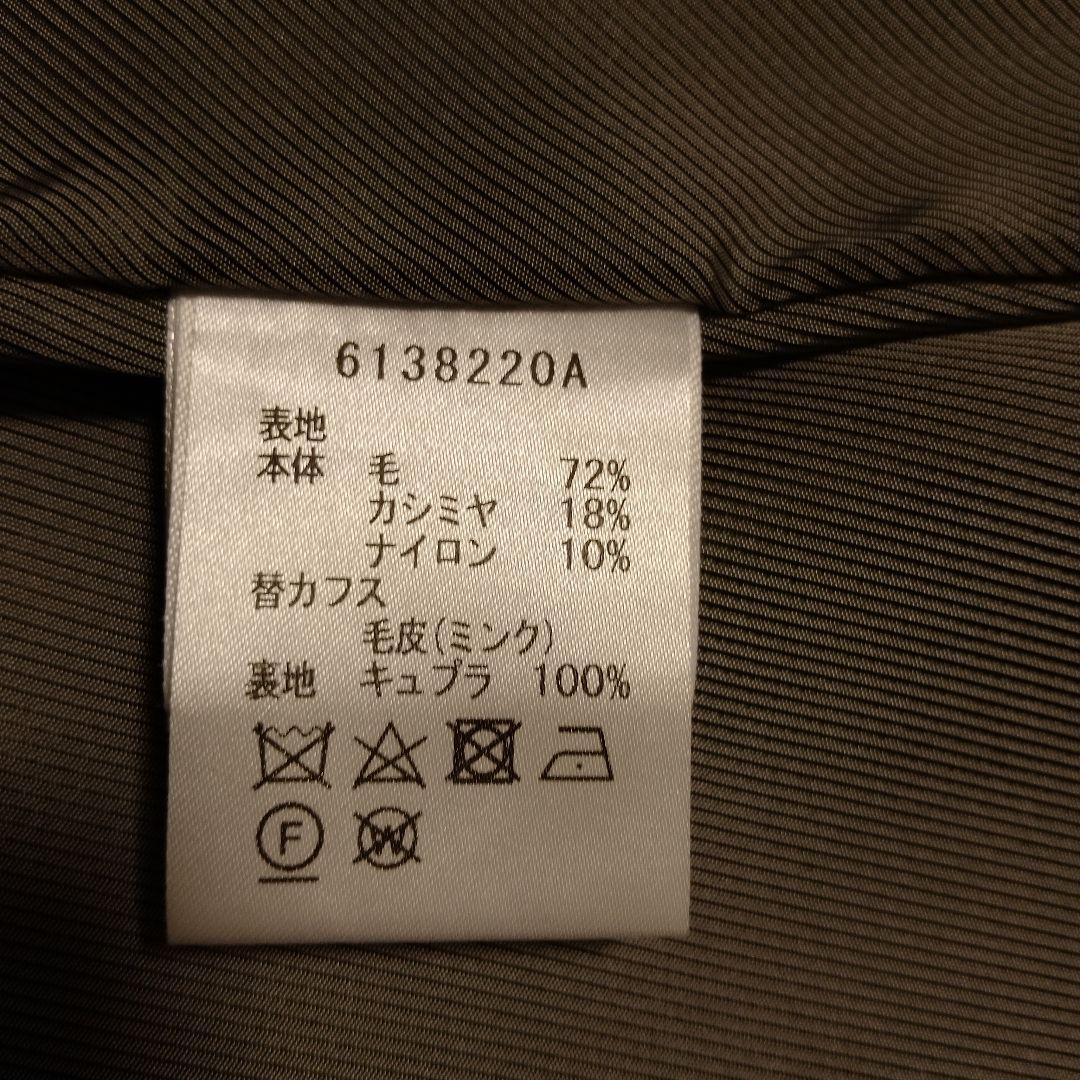 6138220A
表地
本体 毛 72%
カシミヤ 18%
ナイロン 10%
替カフス
毛皮(ミンク)
裏地 キュプラ 100%
F W